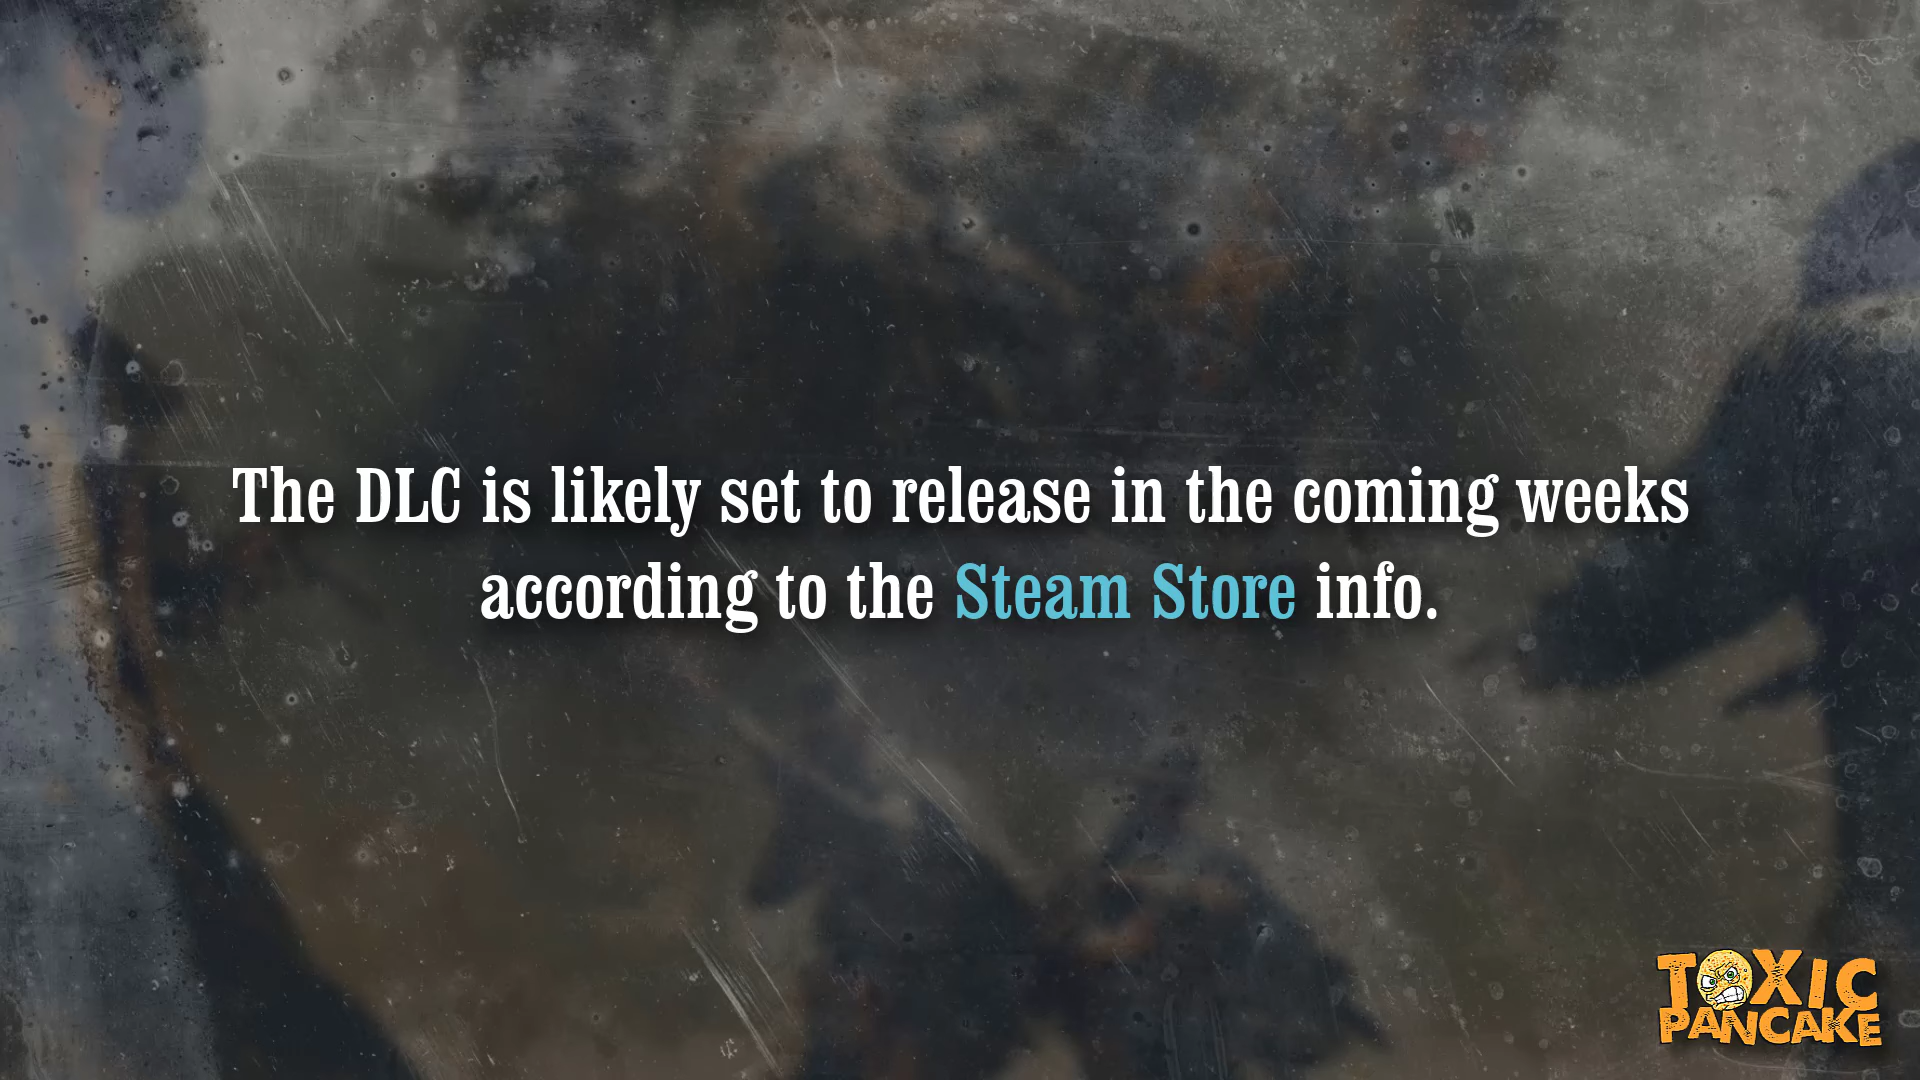 The DLC is likely set to release in the coming weeks
according to the Steam Store info.
TOXIC
PANCAKE